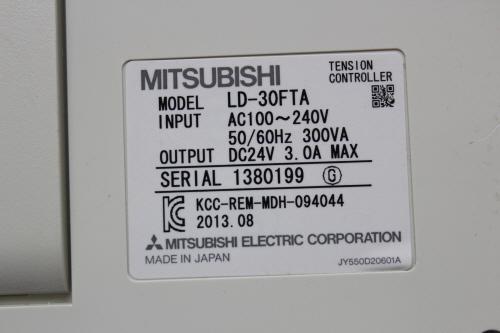 MITSUBISHI TENSION CONTROLLER
MODEL LD-30FTA
INPUT AC100～240V
50/60Hz 300VA
OUTPUT DC24V 3.0A MAX
SERIAL 1380199 Ⓖ
KCC-REM-MDH-094044
2013.08
MITSUBISHI ELECTRIC CORPORATION
MADE IN JAPAN JY550D20601A